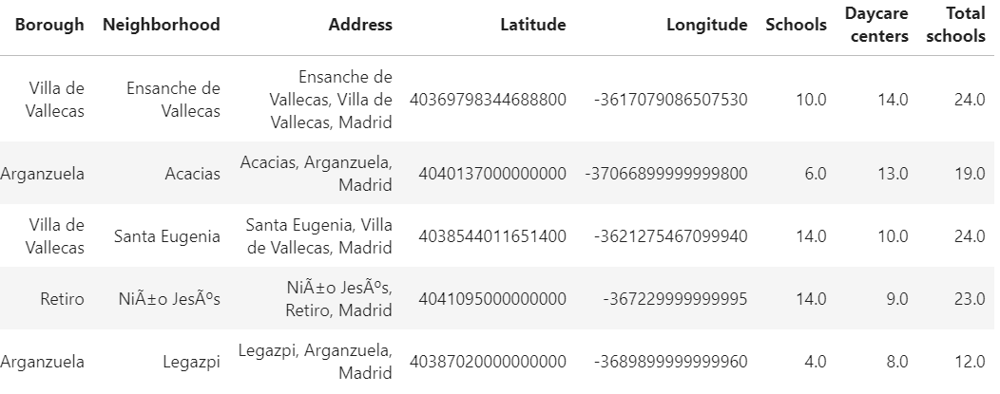 Borough Neighborhood Address Latitude Longitude Schools Daycare centers Total schools
Villa de Vallecas Ensanche de Vallecas Ensanche de Vallecas, Villa de Vallecas, Madrid 40369798344688800 -3617079086507530 10.0 14.0 24.0
Arganzuela Acacias Acacias, Arganzuela, Madrid 4040137000000000 -37066899999999800 6.0 13.0 19.0
Villa de Vallecas Santa Eugenia Santa Eugenia, Villa de Vallecas, Madrid 4038544011651400 -3621275467099940 14.0 10.0 24.0
Retiro NiÃ±o JesÃºs NiÃ±o JesÃºs, Retiro, Madrid 4041095000000000 -367229999999995 14.0 9.0 23.0
Arganzuela Legazpi Legazpi, Arganzuela, Madrid 40387020000000000 -3689899999999960 4.0 8.0 12.0